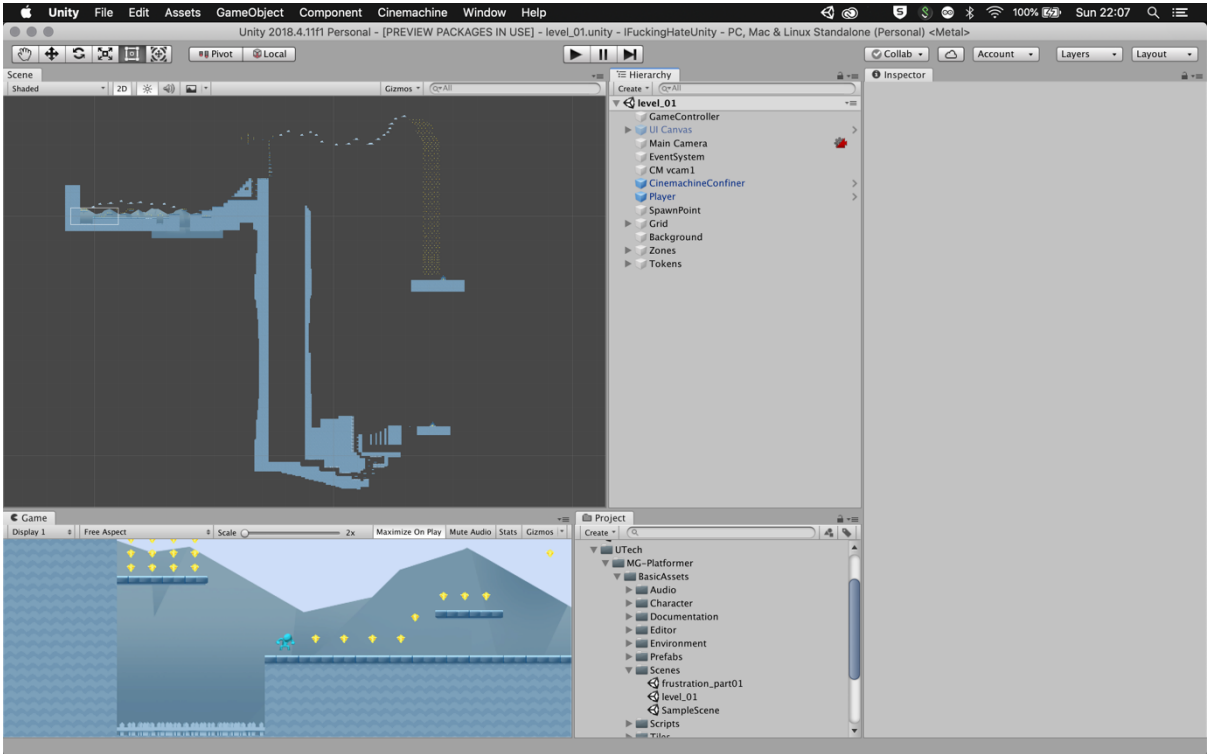 Unity File Edit Assets GameObject Component Cinemachine Window Help 100% Sun 22:07
Unity 2018.4.11f1 Personal - [PREVIEW PACKAGES IN USE] - level_01.unity - IFuckingHateUnity - PC, Mac & Linux Standalone (Personal) <Metal>
Pivot Local Collab Account Layers Layout
Scene
Shaded 2D Gizmos All
Hierarchy
Create All
level_01
GameController
UI Canvas
Main Camera
EventSystem
CM vcam1
CinemachineConfiner
Player
SpawnPoint
Grid
Background
Zones
Tokens
Inspector
Game
Display 1 Free Aspect Scale 2x Maximize On Play Mute Audio Stats Gizmos
Project
Create
UTech
MG-Platformer
BasicAssets
Audio
Character
Documentation
Editor
Environment
Prefabs
Scenes
frustration_part01
level_01
SampleScene
Scripts
Tiles